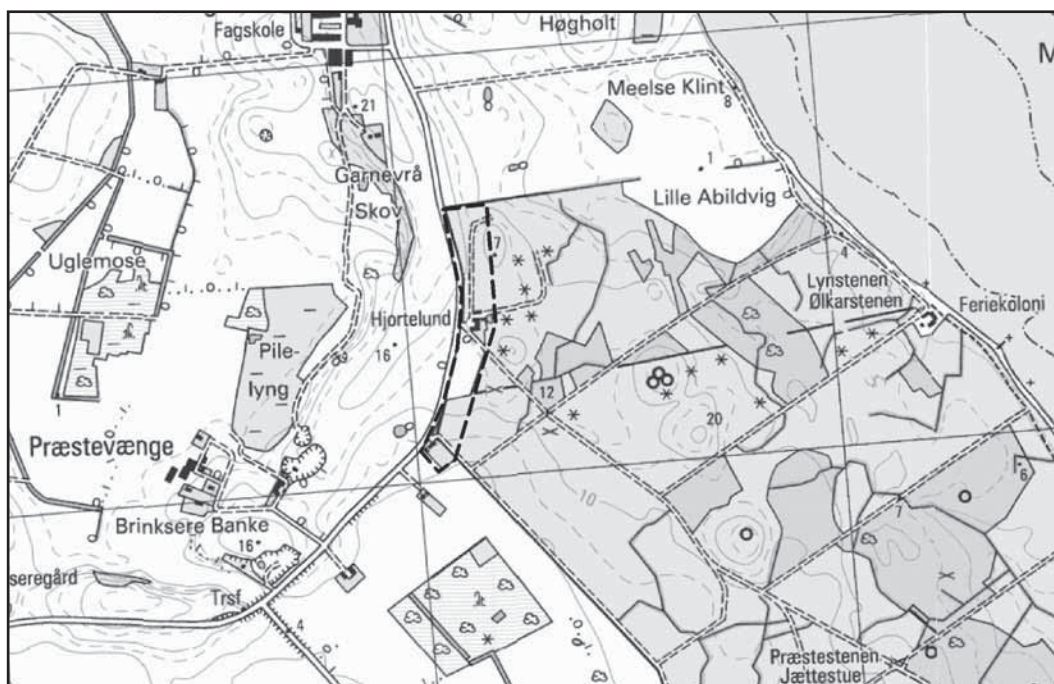 Fagskole
Høgholt
M
Meelse Klint
8
21
Garnevrå
Skov
1
Lille Abildvig
Uglemose
7
4
Lynstenen
Ølkarstenen
Feriekoloni
Hjortelund
Pile-
lyng
9
16
12
20
1
Præstevænge
10
6
7
Brinksere Banke
16
seregård
Trsf
4
Præstestenen
Jættestue